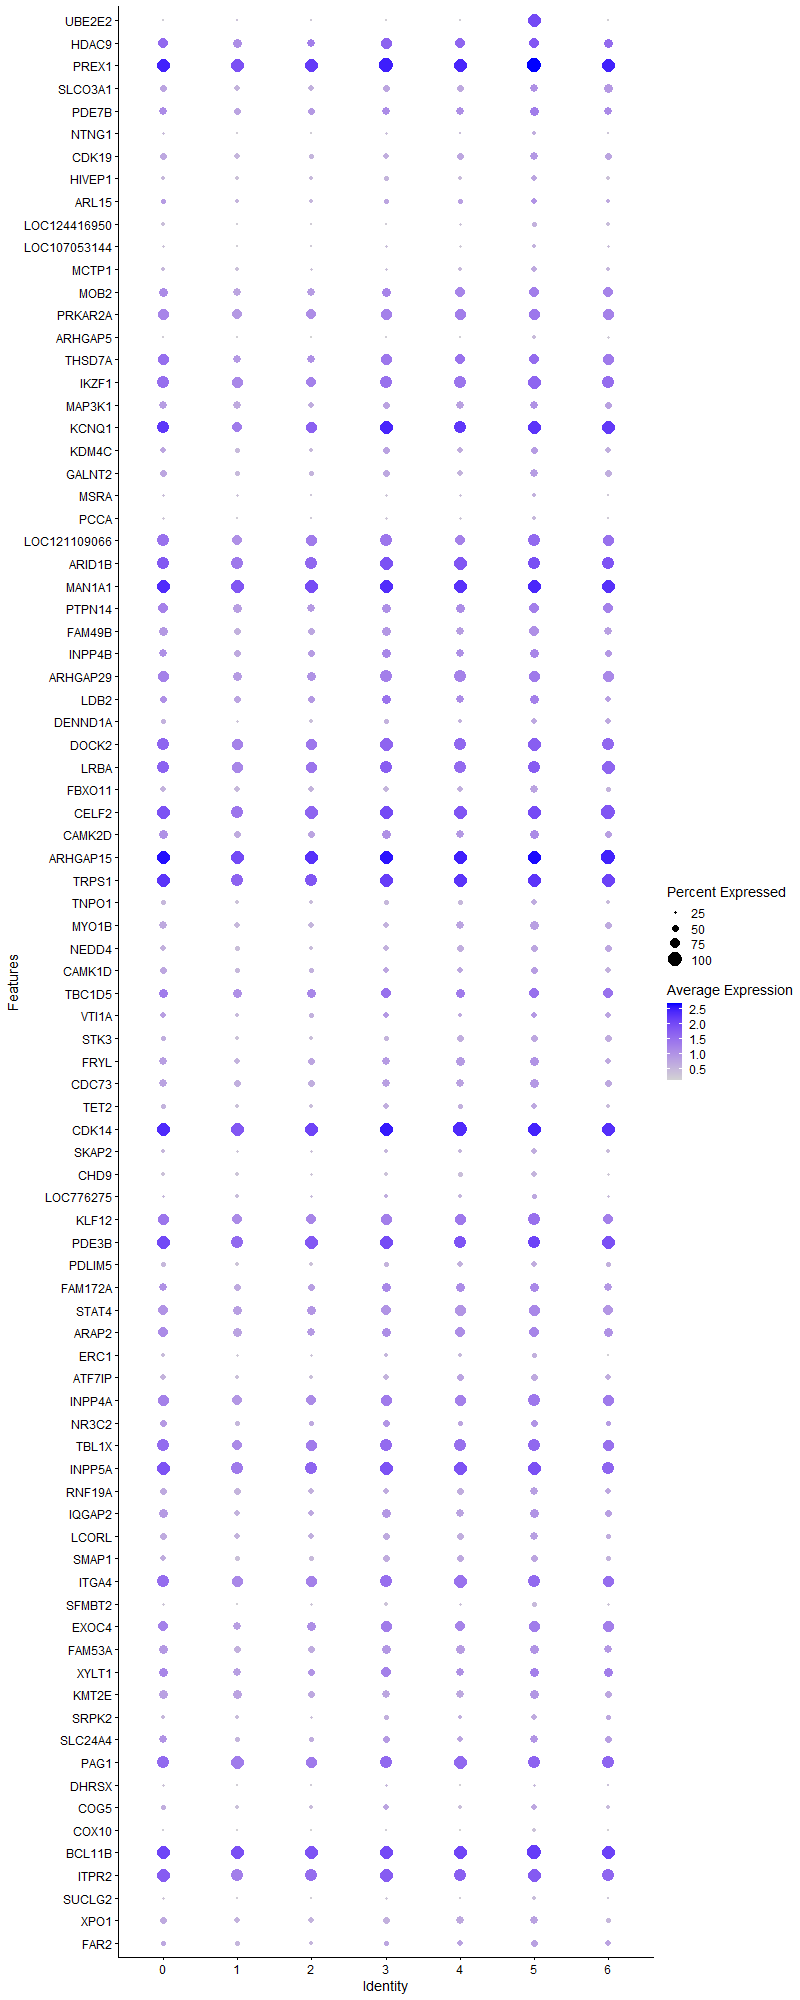 UBE2E2
HDAC9
PREX1
SLCO3A1
PDE7B
NTNG1
CDK19
HIVEP1
ARL15
LOC124416950
LOC107053144
MCTP1
MOB2
PRKAR2A
ARHGAP5
THSD7A
IKZF1
MAP3K1
KCNQ1
KDM4C
GALNT2
MSRA
PCCA
LOC121109066
ARID1B
MAN1A1
PTPN14
FAM49B
INPP4B
ARHGAP29
LDB2
DENND1A
DOCK2
LRBA
FBXO11
CELF2
CAMK2D
ARHGAP15
TRPS1
TNPO1
MYO1B
NEDD4
CAMK1D
TBC1D5
VTI1A
STK3
FRYL
CDC73
TET2
CDK14
SKAP2
CHD9
LOC776275
KLF12
PDE3B
PDLIM5
FAM172A
STAT4
ARAP2
ERC1
ATF7IP
INPP4A
NR3C2
TBL1X
INPP5A
RNF19A
IQGAP2
LCORL
SMAP1
ITGA4
SFMBT2
EXOC4
FAM53A
XYLT1
KMT2E
SRPK2
SLC24A4
PAG1
DHRSX
COG5
COX10
BCL11B
ITPR2
SUCLG2
XPO1
FAR2
Features
0 1 2 3 4 5 6
Identity
Percent Expressed
25
50
75
100
Average Expression
2.5
2.0
1.5
1.0
0.5